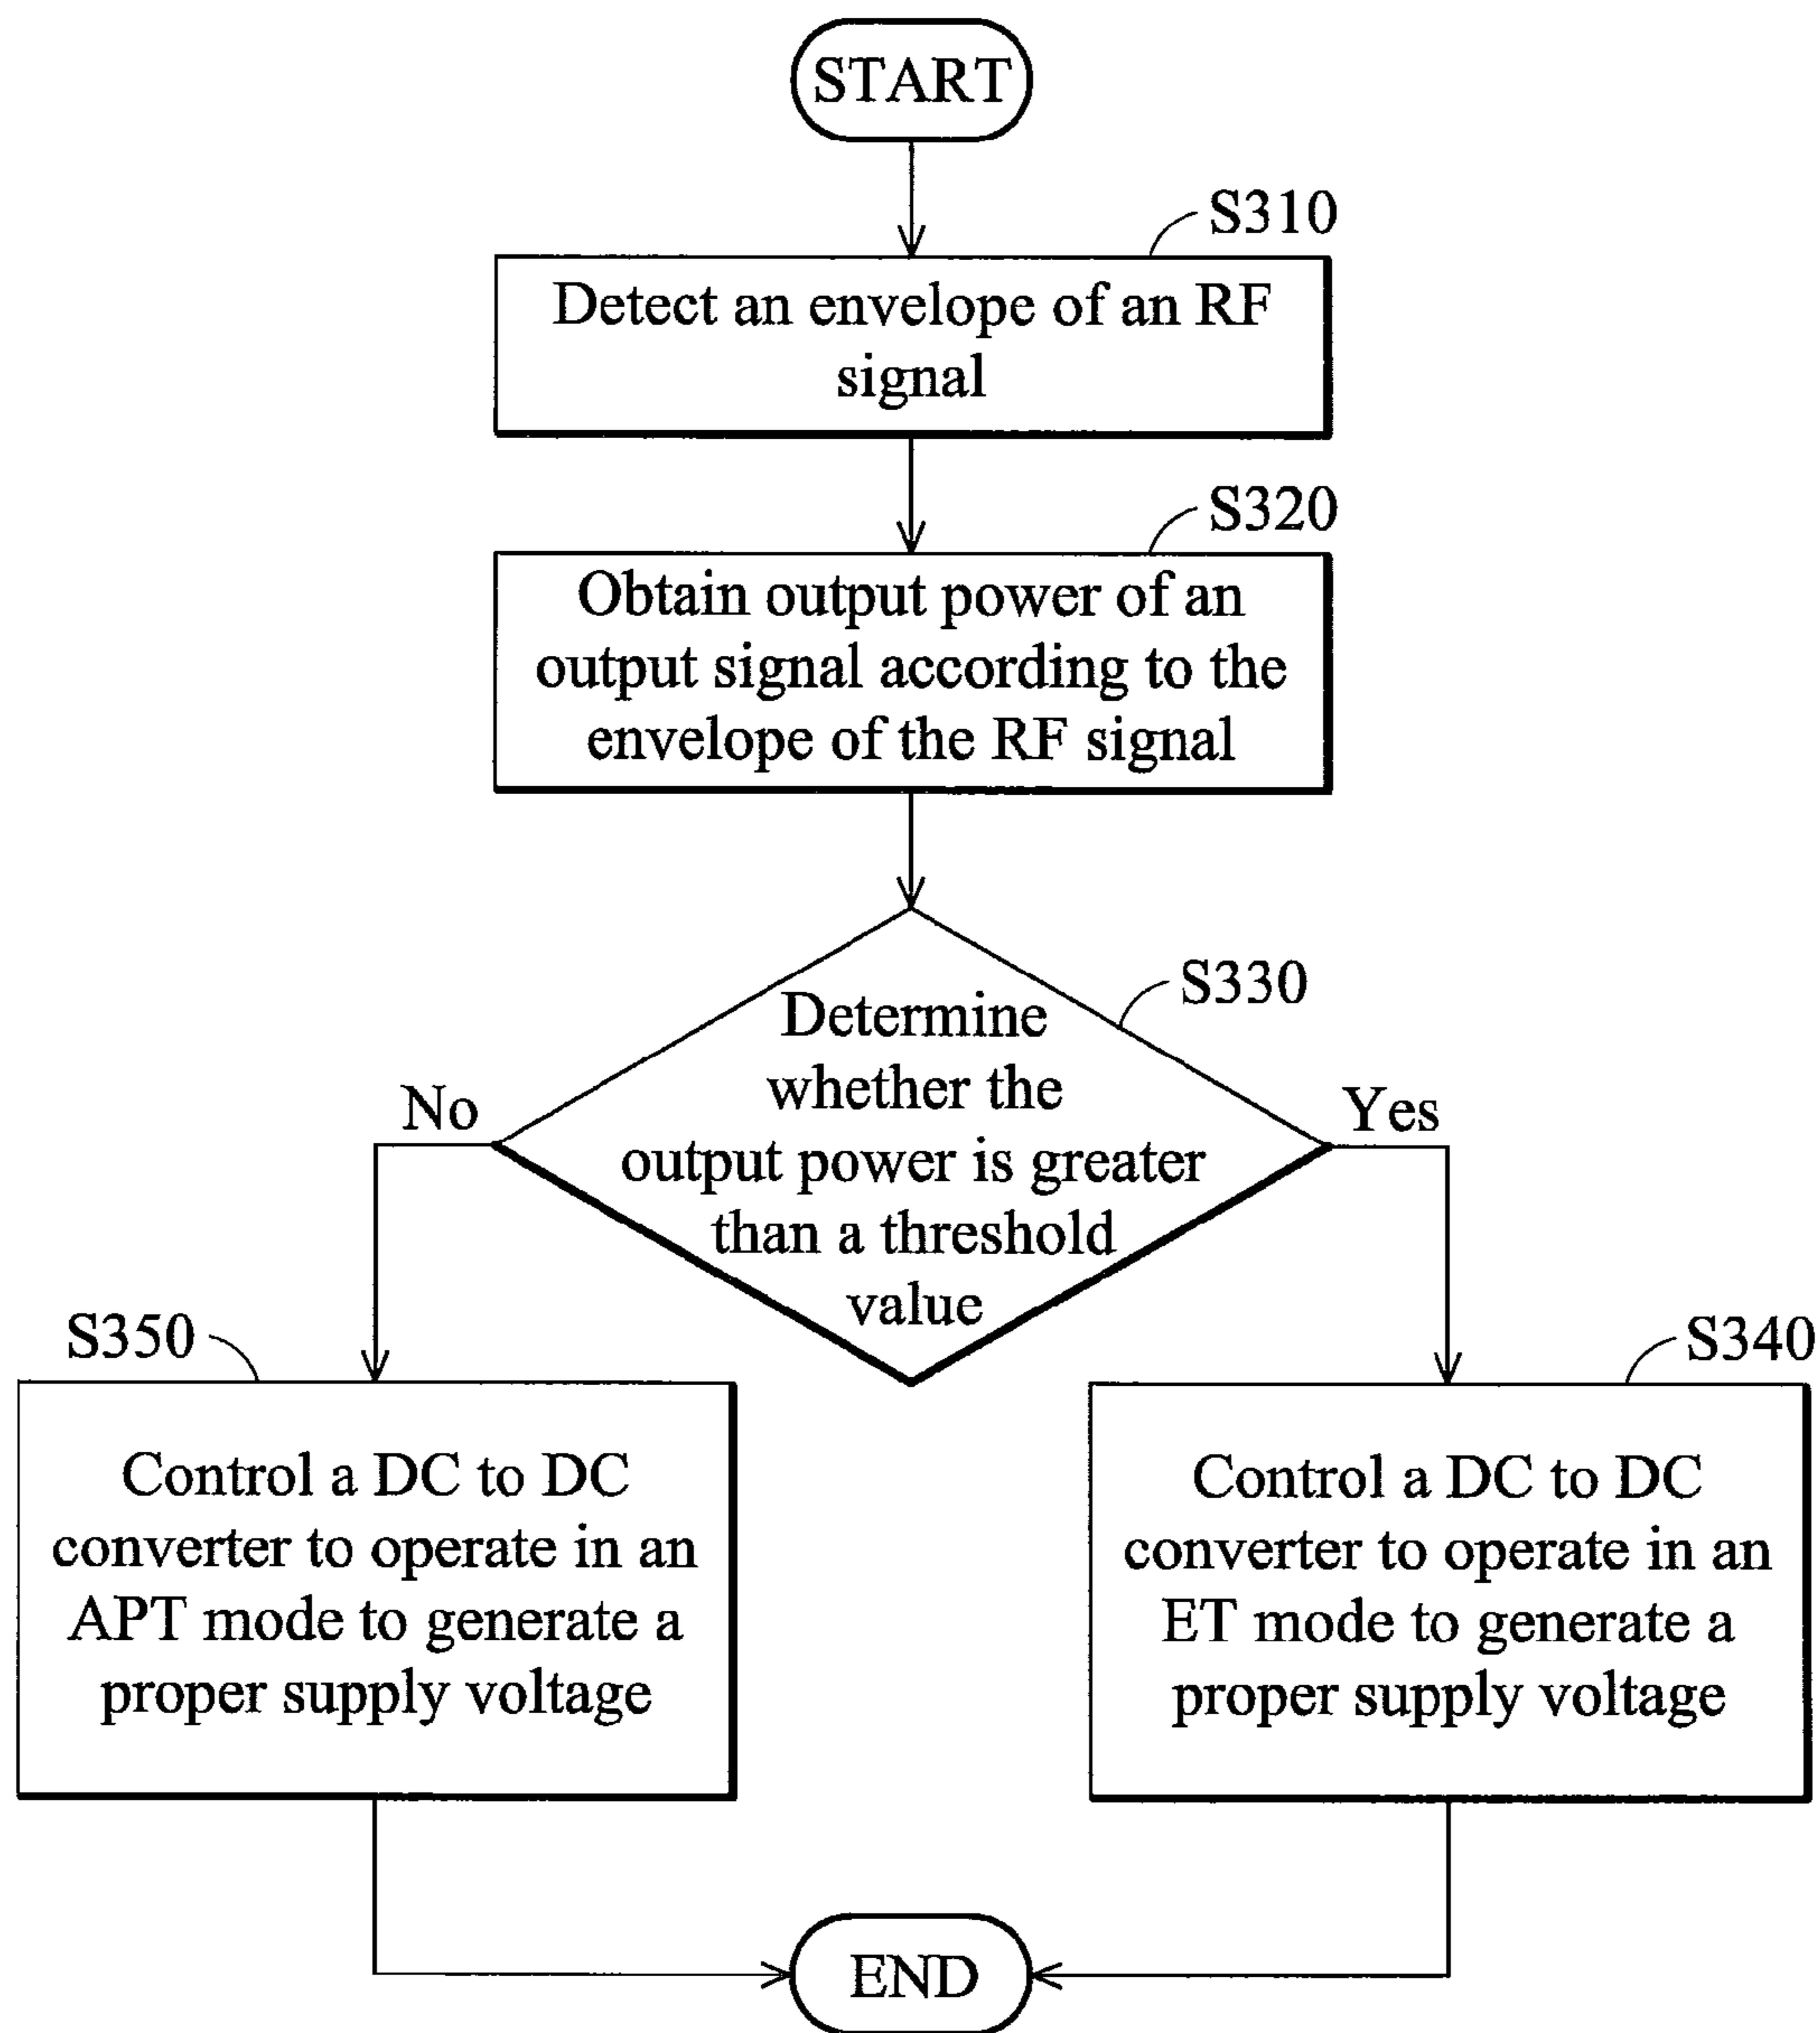 START
S310
Detect an envelope of an RF
signal
S320
Obtain output power of an
output signal according to the
envelope of the RF signal
S330
Determine
whether the
output power is greater
than a threshold
value
No
Yes
S350
Control a DC to DC
converter to operate in an
APT mode to generate a
proper supply voltage
S340
Control a DC to DC
converter to operate in an
ET mode to generate a
proper supply voltage
END